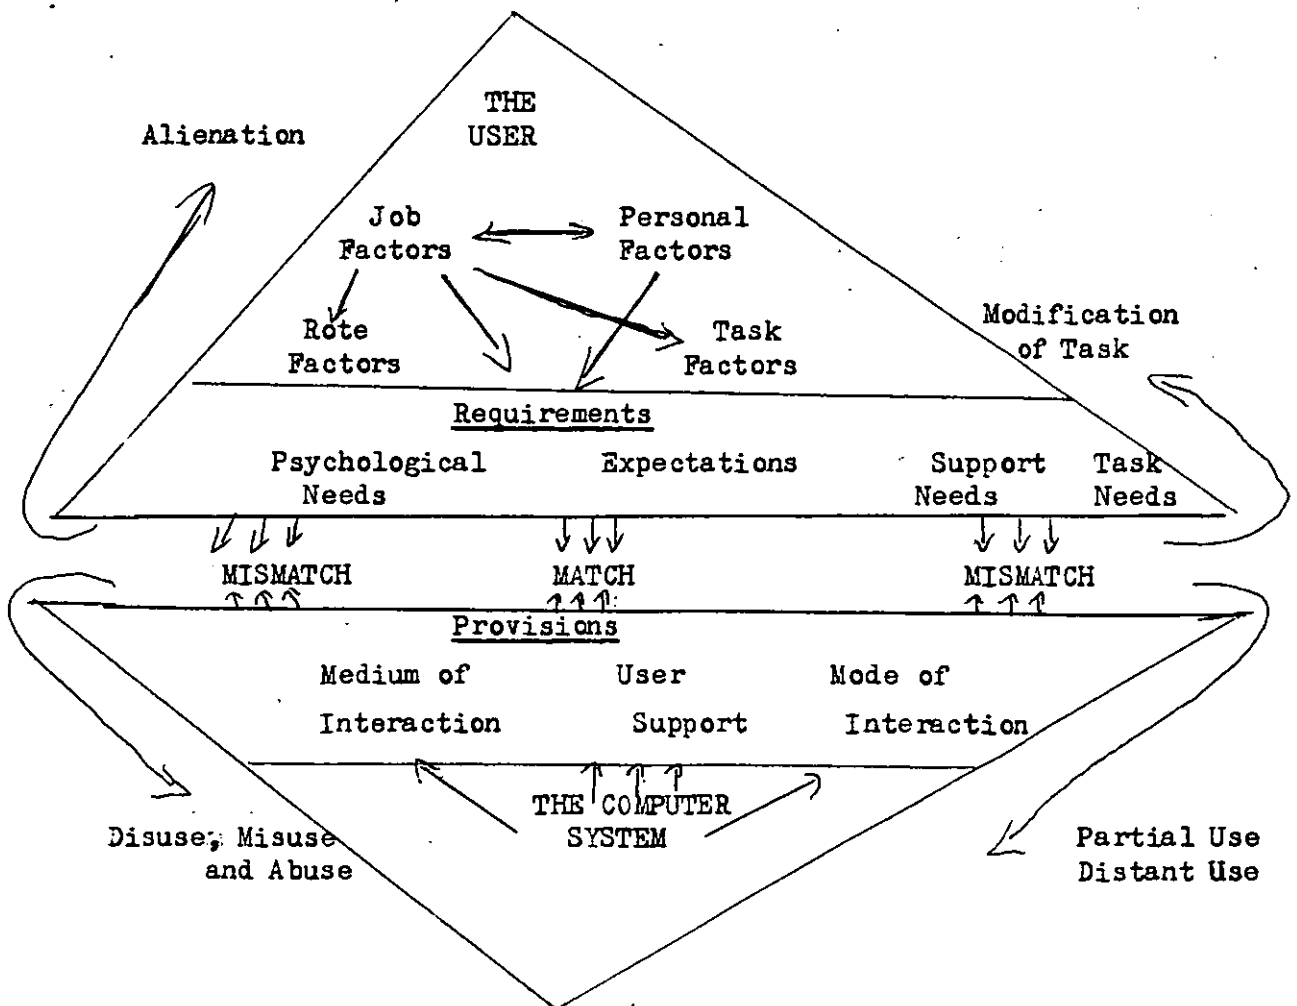 THE
USER
Alienation
Job
Factors
Personal
Factors
Rote
Factors
Task
Factors
Modification
of Task
Requirements
Psychological
Needs
Expectations
Support
Needs
Task
Needs
MISMATCH
MATCH
MISMATCH
Provisions
Medium of
Interaction
User
Support
Mode of
Interaction
THE COMPUTER
SYSTEM
Disuse, Misuse
and Abuse
Partial Use
Distant Use